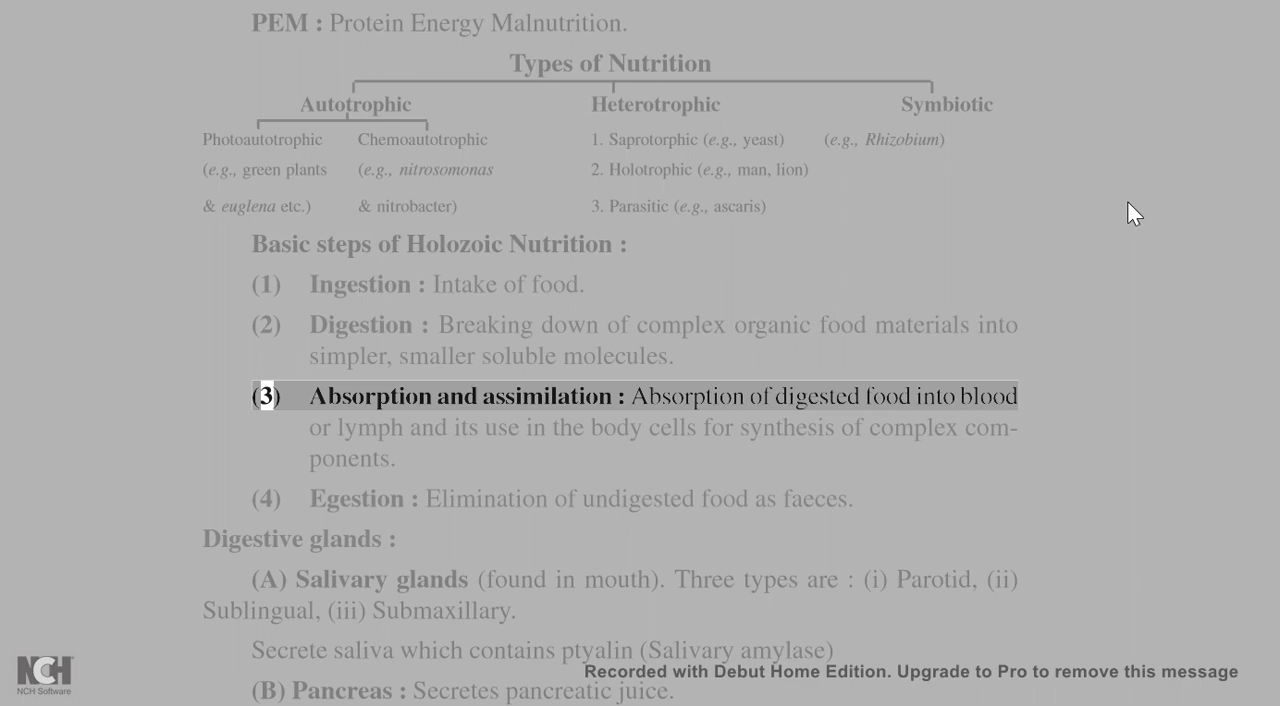 PEM : Protein Energy Malnutrition.
Types of Nutrition
Autotrophic Heterotrophic Symbiotic
Photoautotrophic Chemoautotrophic 1. Saprotorphic (e.g., yeast) (e.g., Rhizobium)
(e.g., green plants (e.g., nitrosomonas 2. Holotrophic (e.g., man, lion)
& euglena etc.) & nitrobacter) 3. Parasitic (e.g., ascaris)
Basic steps of Holozoic Nutrition :
(1) Ingestion : Intake of food.
(2) Digestion : Breaking down of complex organic food materials into
simpler, smaller soluble molecules.
(3) Absorption and assimilation : Absorption of digested food into blood
or lymph and its use in the body cells for synthesis of complex com-
ponents.
(4) Egestion : Elimination of undigested food as faeces.
Digestive glands :
(A) Salivary glands (found in mouth). Three types are : (i) Parotid, (ii)
Sublingual, (iii) Submaxillary.
Secrete saliva which contains ptyalin (Salivary amylase)
(B) Pancreas : Secretes pancreatic juice.
NCH
NCH Software
Recorded with Debut Home Edition. Upgrade to Pro to remove this message